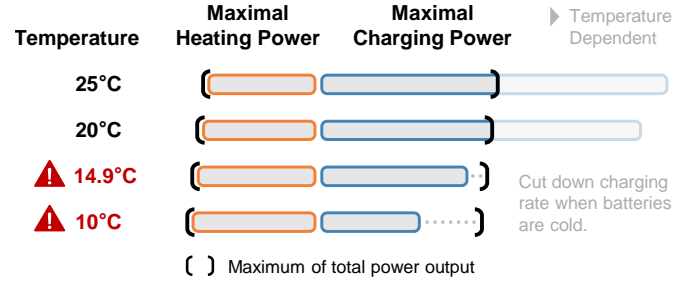 Maximal
Heating Power
Maximal
Charging Power
Temperature
Dependent
Temperature
25°C
20°C
14.9°C
10°C
Cut down charging
rate when batteries
are cold.
( ) Maximum of total power output